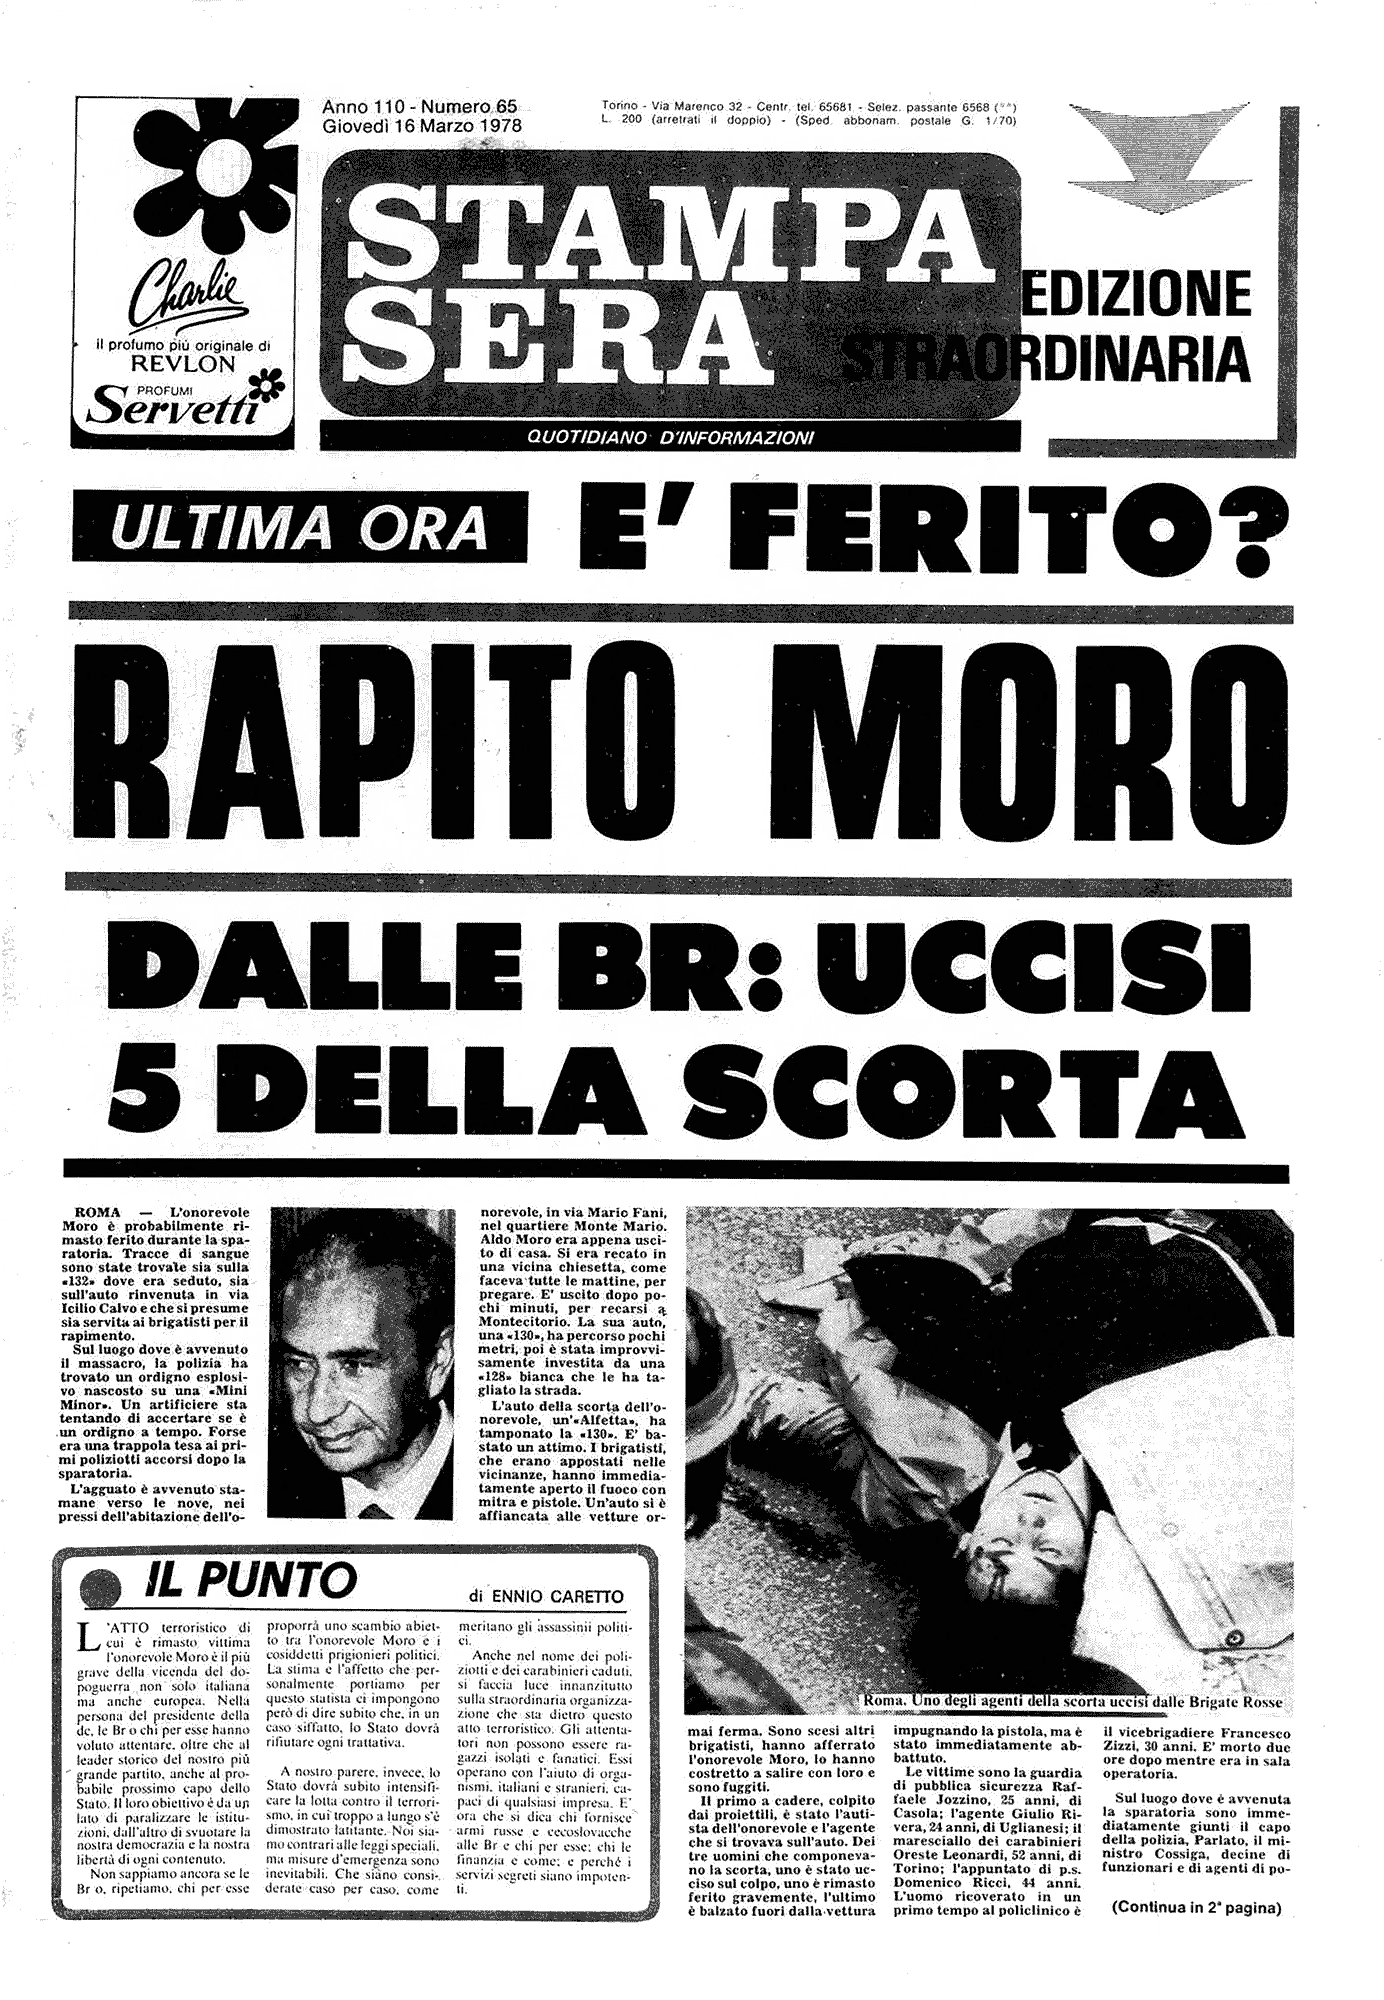 Anno 110 - Numero 65
Giovedì 16 Marzo 1978
Torino - Via Marenco 32 - Centr. tel. 65681 - Selez. passante 6568 (**)
L. 200 (arretrati il doppio) - (Sped. abbonam. postale G. 1/70)
Charlie
il profumo più originale di
REVLON
PROFUMI
Servetti
STAMPA
SERA
EDIZIONE
STRAORDINARIA
QUOTIDIANO D'INFORMAZIONI
ULTIMA ORA
E' FERITO?
RAPITO MORO
DALLE BR: UCCISI
5 DELLA SCORTA
ROMA — L'onorevole
Moro è probabilmente ri-
masto ferito durante la spa-
ratoria. Tracce di sangue
sono state trovate sia sulla
«132» dove era seduto, sia
sull'auto rinvenuta in via
Icilio Calvo e che si presume
sia servita ai brigatisti per il
rapimento.
Sul luogo dove è avvenuto
il massacro, la polizia ha
trovato un ordigno esplosi-
vo nascosto su una «Mini
Minor». Un artificiere sta
tentando di accertare se è
un ordigno a tempo. Forse
era una trappola tesa ai pri-
mi poliziotti accorsi dopo la
sparatoria.
L'agguato è avvenuto sta-
mane verso le nove, nei
pressi dell'abitazione dell'o-
norevole, in via Mario Fani,
nel quartiere Monte Mario.
Aldo Moro era appena usci-
to di casa. Si era recato in
una vicina chiesetta, come
faceva tutte le mattine, per
pregare. E' uscito dopo po-
chi minuti, per recarsi a
Montecitorio. La sua auto,
una «130», ha percorso pochi
metri, poi è stata improvvi-
samente investita da una
«128» bianca che le ha ta-
gliato la strada.
L'auto della scorta dell'o-
norevole, un'«Alfetta», ha
tamponato la «130». E' ba-
stato un attimo. I brigatisti,
che erano appostati nelle
vicinanze, hanno immedia-
tamente aperto il fuoco con
mitra e pistole. Un'auto si è
affiancata alle vetture or-
Roma. Uno degli agenti della scorta uccisi dalle Brigate Rosse
mai ferma. Sono scesi altri
brigatisti, hanno afferrato
l'onorevole Moro, lo hanno
costretto a salire con loro e
sono fuggiti.
Il primo a cadere, colpito
dai proiettili, è stato l'auti-
sta dell'onorevole e l'agente
che si trovava sull'auto. Dei
tre uomini che componeva-
no la scorta, uno è stato uc-
ciso sul colpo, uno è rimasto
ferito gravemente, l'ultimo
è balzato fuori dalla vettura
impugnando la pistola, ma è
stato immediatamente ab-
battuto.
Le vittime sono la guardia
di pubblica sicurezza Raf-
faele Jozzino, 25 anni, di
Casola; l'agente Giulio Ri-
vera, 24 anni, di Uglianesi; il
maresciallo dei carabinieri
Oreste Leonardi, 52 anni, di
Torino; l'appuntato di p.s.
Domenico Ricci, 44 anni.
L'uomo ricoverato in un
primo tempo al policlinico è
il vicebrigadiere Francesco
Zizzi, 30 anni. E' morto due
ore dopo mentre era in sala
operatoria.
Sul luogo dove è avvenuta
la sparatoria sono imme-
diatamente giunti il capo
della polizia, Parlato, il mi-
nistro Cossiga, decine di
funzionari e di agenti di po-
(Continua in 2ª pagina)
IL PUNTO
di ENNIO CARETTO
L'ATTO terroristico di
cui è rimasto vittima
l'onorevole Moro è il più
grave della vicenda del do-
poguerra non solo italiana
ma anche europea. Nella
persona del presidente della
dc, le Br o chi per esse hanno
voluto attentare, oltre che al
leader storico del nostro più
grande partito, anche al pro-
babile prossimo capo dello
Stato. Il loro obiettivo è da un
lato di paralizzare le istitu-
zioni, dall'altro di svuotare la
nostra democrazia e la nostra
libertà di ogni contenuto.
Non sappiamo ancora se le
Br o, ripetiamo, chi per esse
proporrà uno scambio abiet-
to tra l'onorevole Moro e i
cosiddetti prigionieri politici.
La stima e l'affetto che per-
sonalmente portiamo per
questo statista ci impongono
però di dire subito che, in un
caso siffatto, lo Stato dovrà
rifiutare ogni trattativa.
A nostro parere, invece, lo
Stato dovrà subito intensifi-
care la lotta contro il terrori-
smo, in cui troppo a lungo s'è
dimostrato latitante. Noi sia-
mo contrari alle leggi speciali,
ma misure d'emergenza sono
inevitabili. Che siano consi-
derate caso per caso, come
meritano gli assassinii politi-
ci.
Anche nel nome dei poli-
ziotti e dei carabinieri caduti,
si faccia luce innanzitutto
sulla straordinaria organizza-
zione che sta dietro questo
atto terroristico. Gli attenta-
tori non possono essere ra-
gazzi isolati e fanatici. Essi
operano con l'aiuto di orga-
nismi, italiani e stranieri, ca-
paci di qualsiasi impresa. E'
ora che si dica chi fornisce
armi russe e cecoslovacche
alle Br e chi per esse; chi le
finanzia e come; e perché i
servizi segreti siano impoten-
ti.